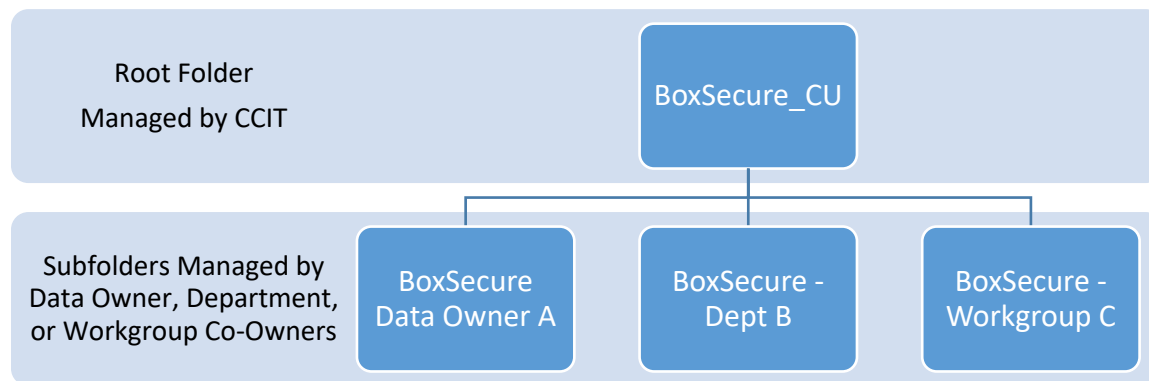 Root Folder
Managed by CCIT
BoxSecure_CU
Subfolders Managed by
Data Owner, Department,
or Workgroup Co-Owners
BoxSecure
Data Owner A
BoxSecure -
Dept B
BoxSecure -
Workgroup C